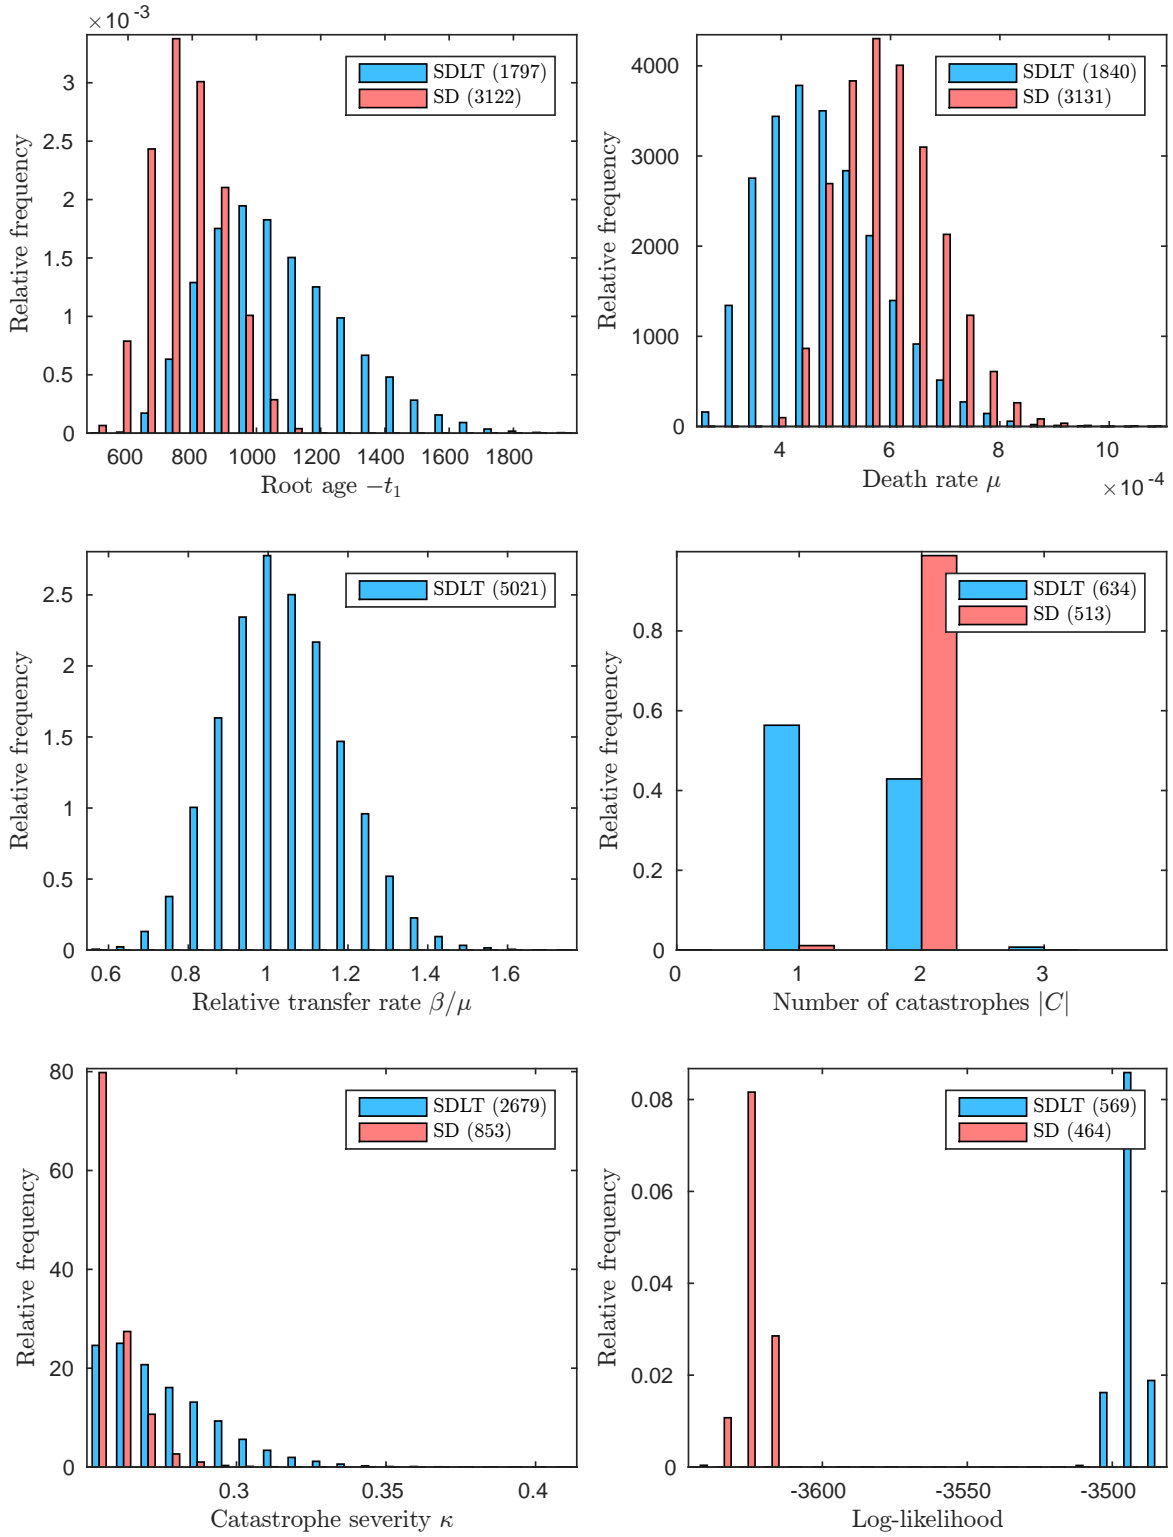 ×10⁻³
SDLT (1797)
SD (3122)
3
2.5
2
1.5
1
0.5
0
600 800 1000 1200 1400 1600 1800
Relative frequency
Root age −t₁
SDLT (1840)
SD (3131)
4000
3000
2000
1000
0
4 6 8 10
Relative frequency
Death rate μ
×10⁻⁴
SDLT (5021)
2.5
2
1.5
1
0.5
0
0.6 0.8 1 1.2 1.4 1.6
Relative frequency
Relative transfer rate β/μ
SDLT (634)
SD (513)
0.8
0.6
0.4
0.2
0
0 1 2 3
Relative frequency
Number of catastrophes |C|
SDLT (2679)
SD (853)
80
60
40
20
0
0.3 0.35 0.4
Relative frequency
Catastrophe severity κ
SDLT (569)
SD (464)
0.08
0.06
0.04
0.02
0
-3600 -3550 -3500
Relative frequency
Log-likelihood